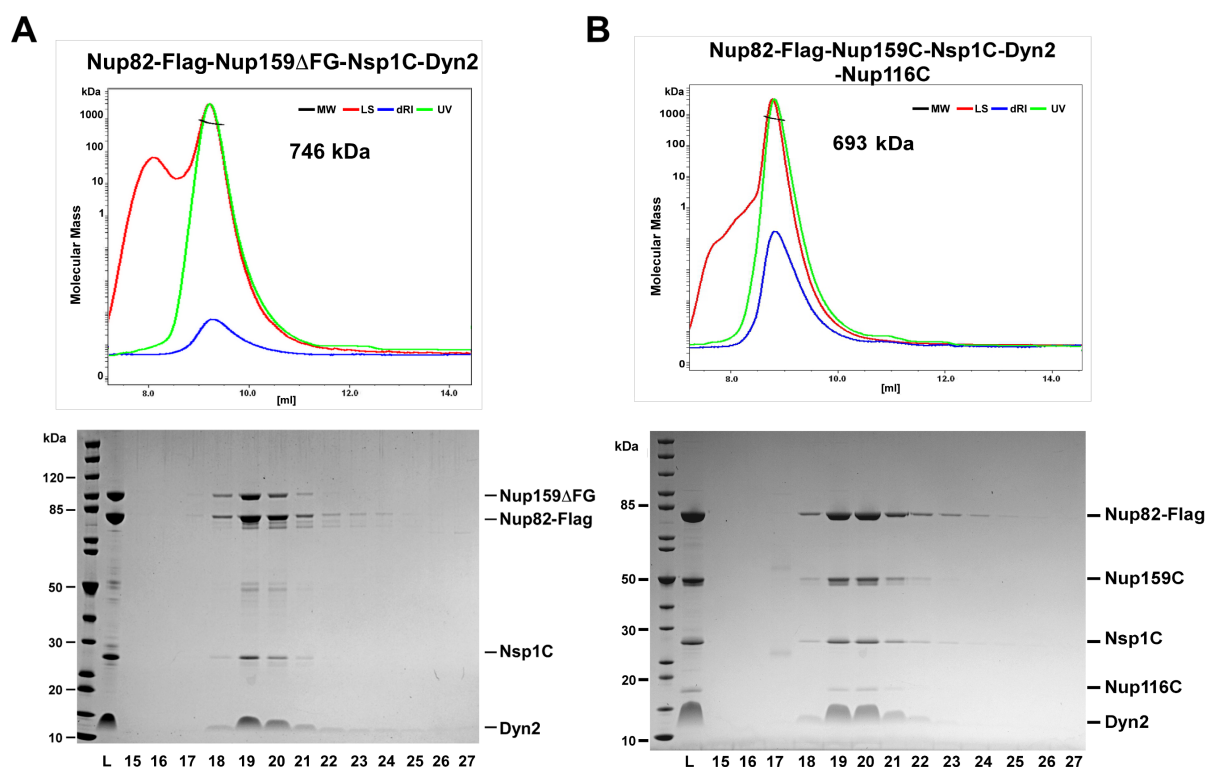 A
Nup82-Flag-Nup159ΔFG-Nsp1C-Dyn2
kDa
MW LS dRI UV
1000
100
10
1
0
746 kDa
Molecular Mass
8.0 10.0 12.0 14.0
[ml]
kDa
120
85
50
30
20
10
Nup159ΔFG
Nup82-Flag
Nsp1C
Dyn2
L 15 16 17 18 19 20 21 22 23 24 25 26 27
B
Nup82-Flag-Nup159C-Nsp1C-Dyn2
-Nup116C
kDa
MW LS dRI UV
1000
100
10
1
0
693 kDa
Molecular Mass
8.0 10.0 12.0 14.0
[ml]
kDa
85
50
30
20
10
Nup82-Flag
Nup159C
Nsp1C
Nup116C
Dyn2
L 15 16 17 18 19 20 21 22 23 24 25 26 27